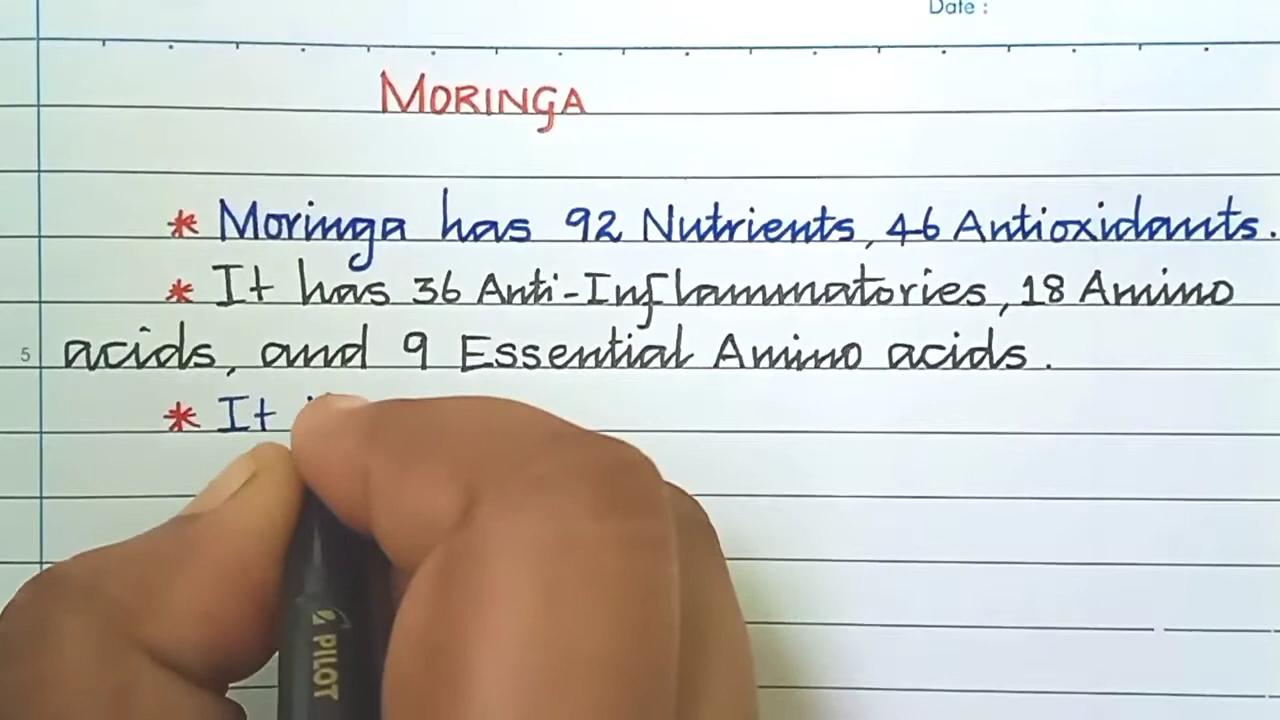 Date :
MORINGA
* Moringa has 92 Nutrients, 46 Antioxidants.
* It has 36 Anti-Inflammatories, 18 Amino
5 acids, and 9 Essential Amino acids.
* It
PILOT